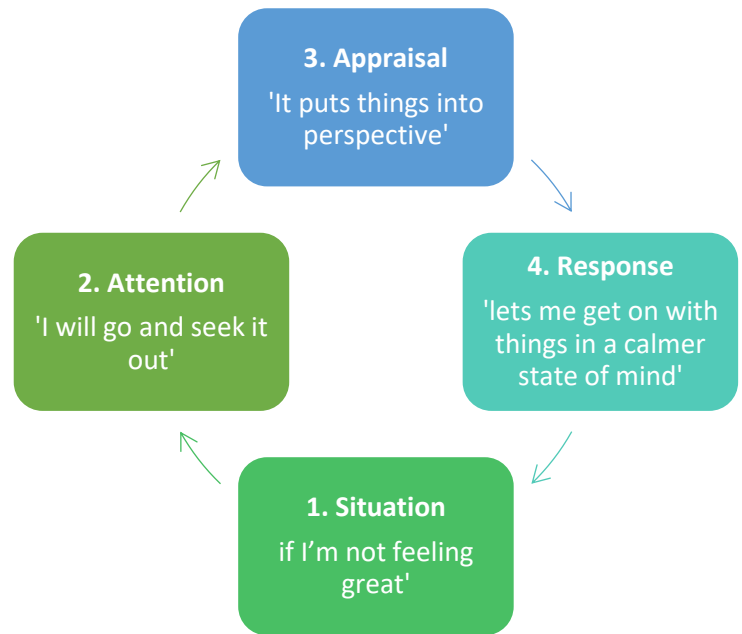 3. Appraisal
'It puts things into
perspective'
2. Attention
'I will go and seek it
out'
4. Response
'lets me get on with
things in a calmer
state of mind'
1. Situation
if I’m not feeling
great'